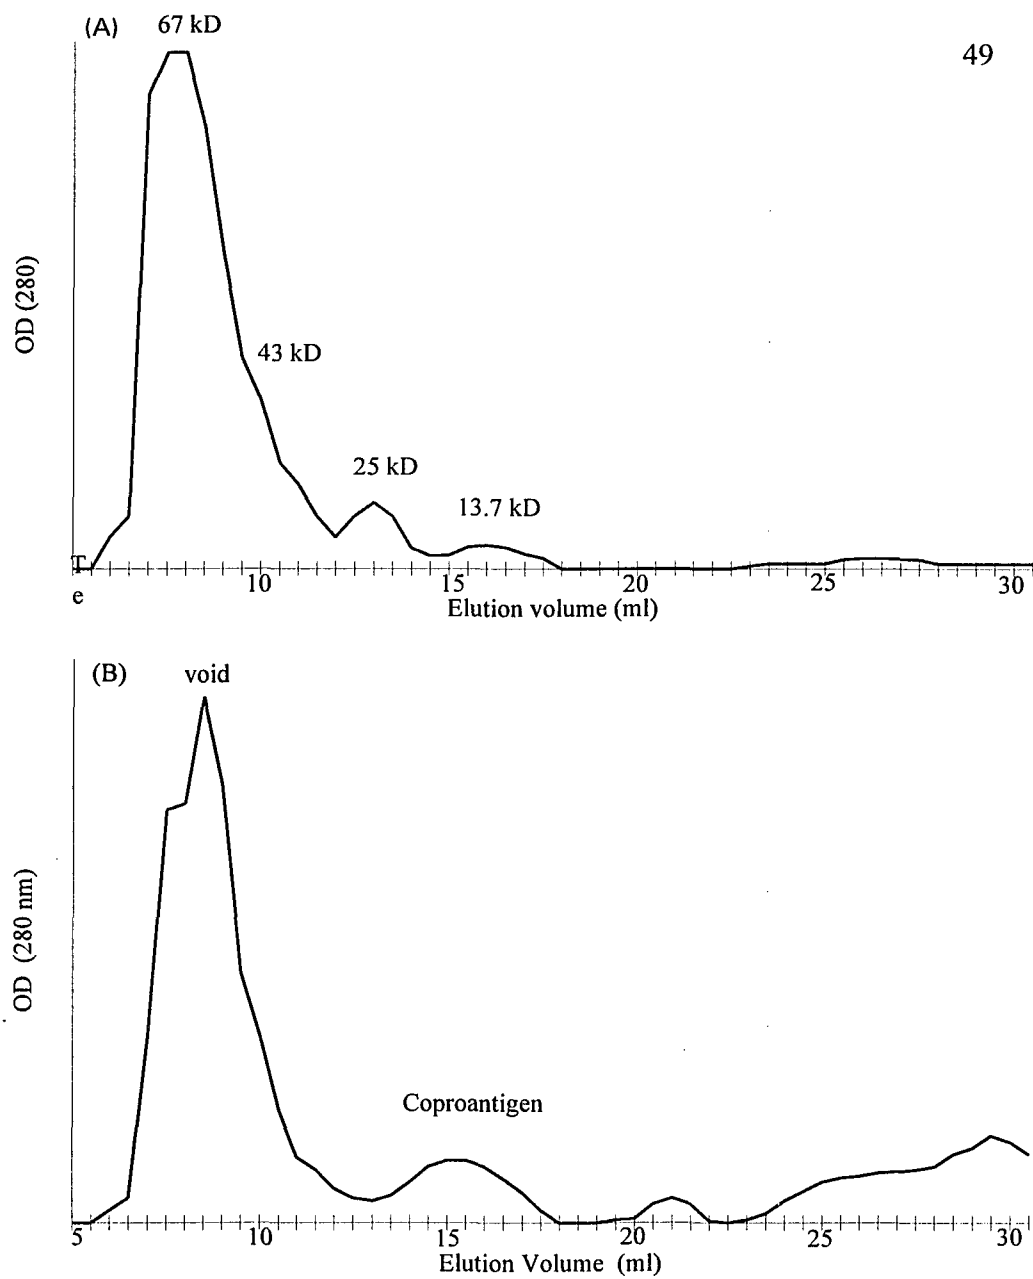 (A)
67 kD
49
OD (280)
43 kD
25 kD
13.7 kD
T
e
10 15 20 25 30
Elution volume (ml)
(B)
void
OD (280 nm)
Coproantigen
5 10 15 20 25 30
Elution Volume (ml)